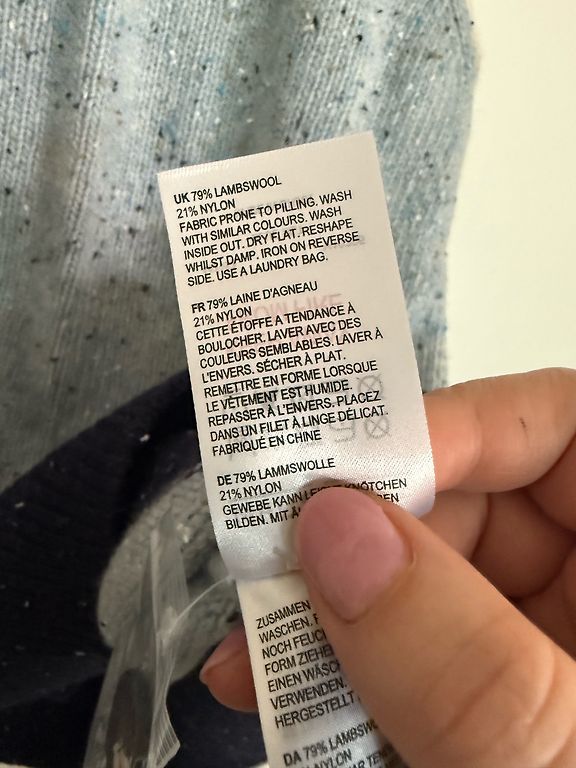 UK 79% LAMBSWOOL
21% NYLON
FABRIC PRONE TO PILLING. WASH
WITH SIMILAR COLOURS. WASH
INSIDE OUT. DRY FLAT. RESHAPE
WHILST DAMP. IRON ON REVERSE
SIDE. USE A LAUNDRY BAG.
FR 79% LAINE D'AGNEAU
21% NYLON
CETTE ÉTOFFE A TENDANCE À
BOULOCHER. LAVER AVEC DES
COULEURS SEMBLABLES. LAVER À
L'ENVERS. SÉCHER À PLAT.
REMETTRE EN FORME LORSQUE
LE VÊTEMENT EST HUMIDE.
REPASSER À L'ENVERS. PLACEZ
DANS UN FILET À LINGE DÉLICAT.
FABRIQUÉ EN CHINE
DE 79% LAMMSWOLLE
21% NYLON
GEWEBE KANN KNÖTCHEN
BILDEN. MIT
ZUSAMMEN
WASCHEN.
NOCH
FORM
EINEN
VERWENDEN.
HERGESTELLT
DA 79%
NYLON